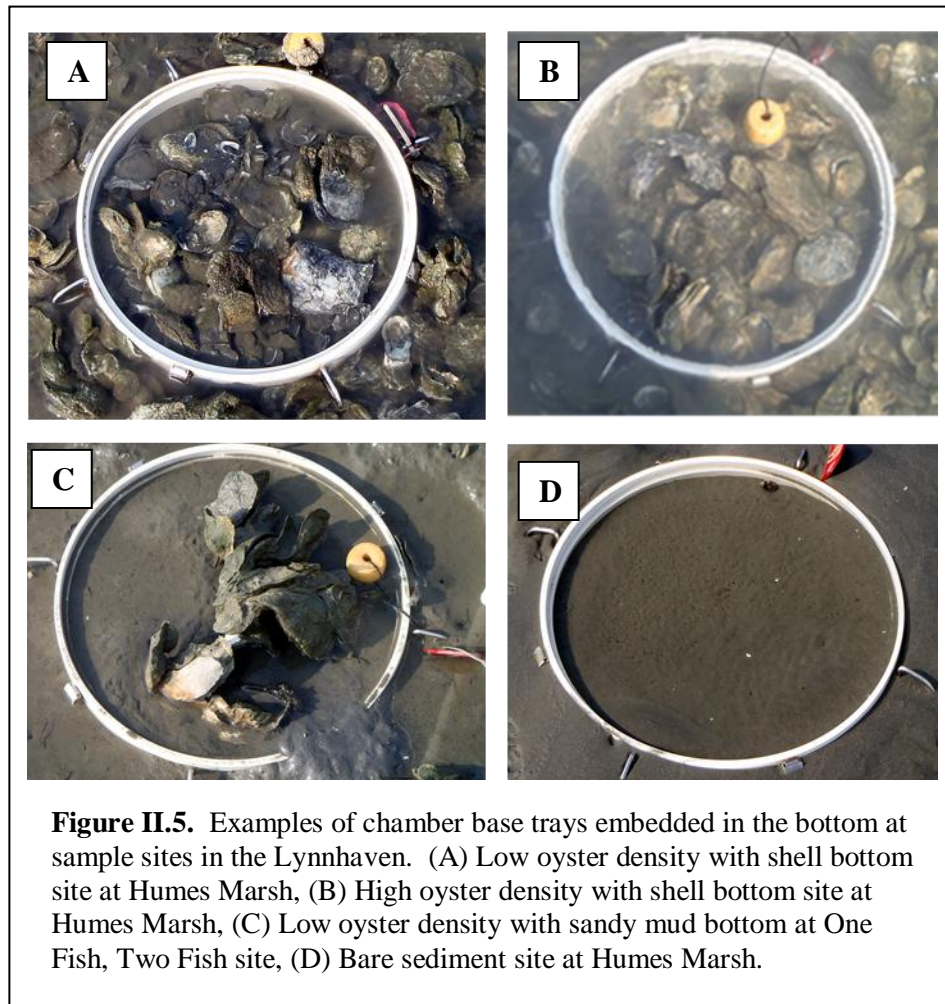 A
B
C
D
Figure II.5. Examples of chamber base trays embedded in the bottom at
sample sites in the Lynnhaven. (A) Low oyster density with shell bottom
site at Humes Marsh, (B) High oyster density with shell bottom site at
Humes Marsh, (C) Low oyster density with sandy mud bottom at One
Fish, Two Fish site, (D) Bare sediment site at Humes Marsh.